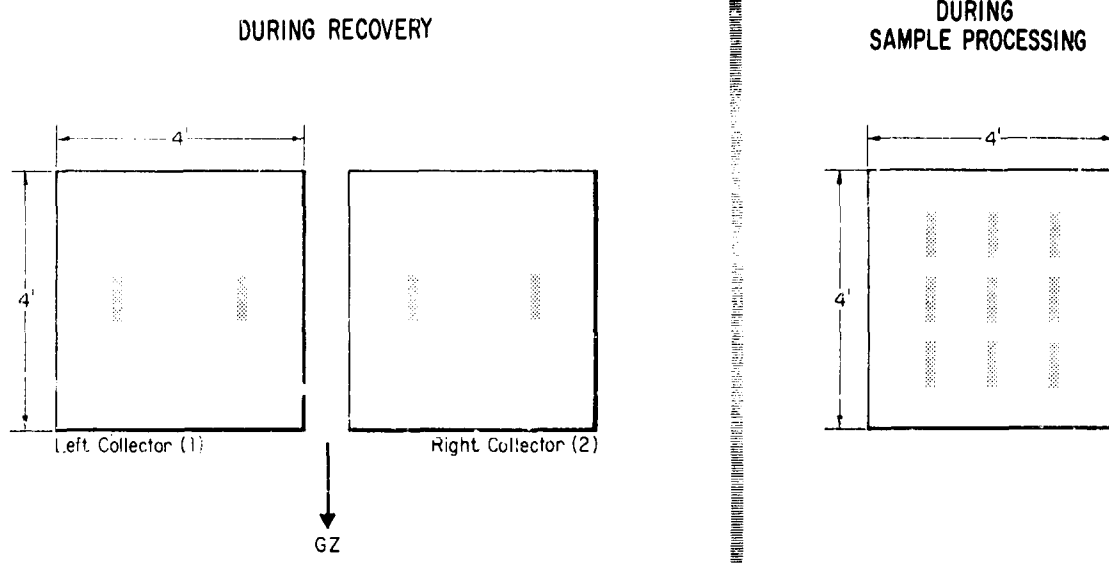 DURING RECOVERY
4'
4'
Left Collector (1)
Right Collector (2)
GZ
DURING
SAMPLE PROCESSING
4'
4'